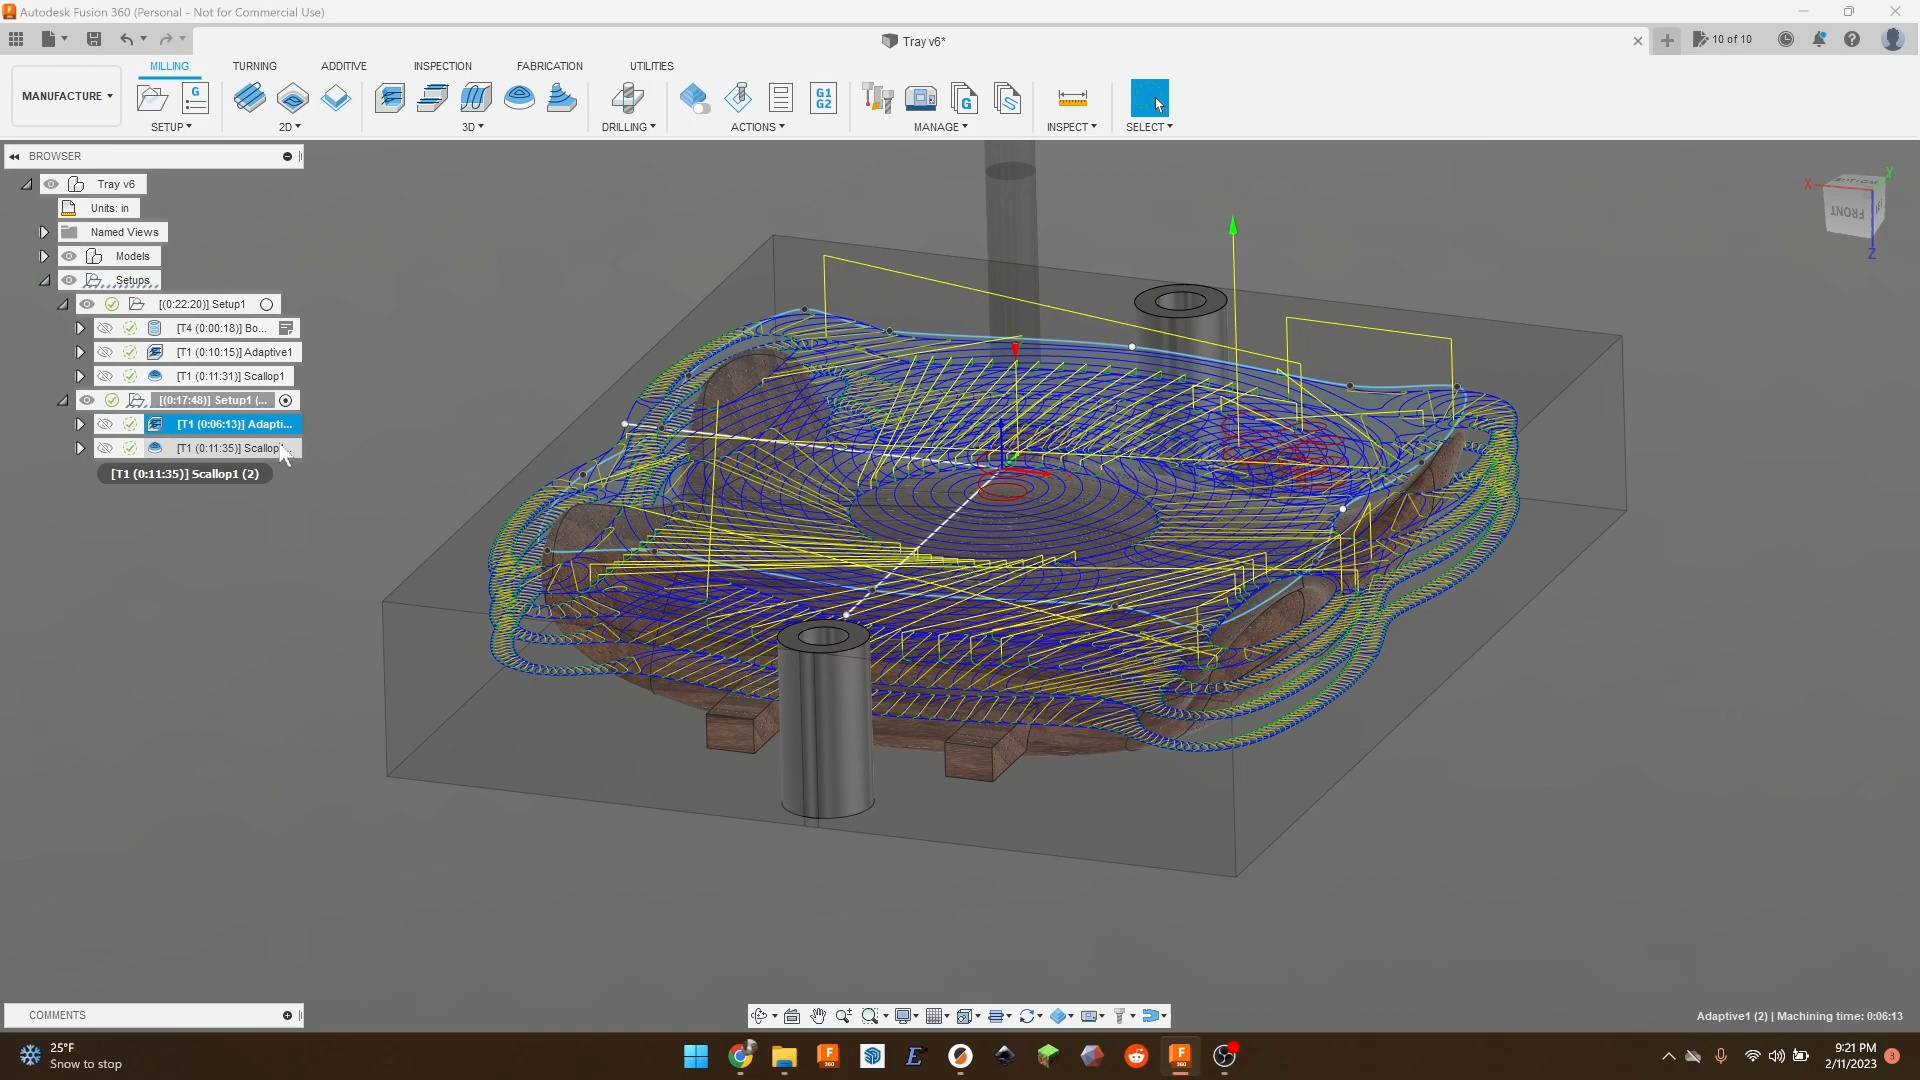 Autodesk Fusion 360 (Personal - Not for Commercial Use)
Tray v6*
10 of 10
MILLING TURNING ADDITIVE INSPECTION FABRICATION UTILITIES
MANUFACTURE
G
G1
G2
G
SETUP 2D 3D DRILLING ACTIONS MANAGE INSPECT SELECT
BROWSER
Tray v6
Units: in
Named Views
Models
Setups
[(0:22:20)] Setup1
[T4 (0:00:18)] Bo...
[T1 (0:10:15)] Adaptive1
[T1 (0:11:31)] Scallop1
[(0:17:48)] Setup1 (...
[T1 (0:06:13)] Adapti...
[T1 (0:11:35)] Scallop
[T1 (0:11:35)] Scallop1 (2)
X
Y
FRONT
Z
COMMENTS
Adaptive1 (2) | Machining time: 0:06:13
25°F
Snow to stop
9:21 PM
2/11/2023
3